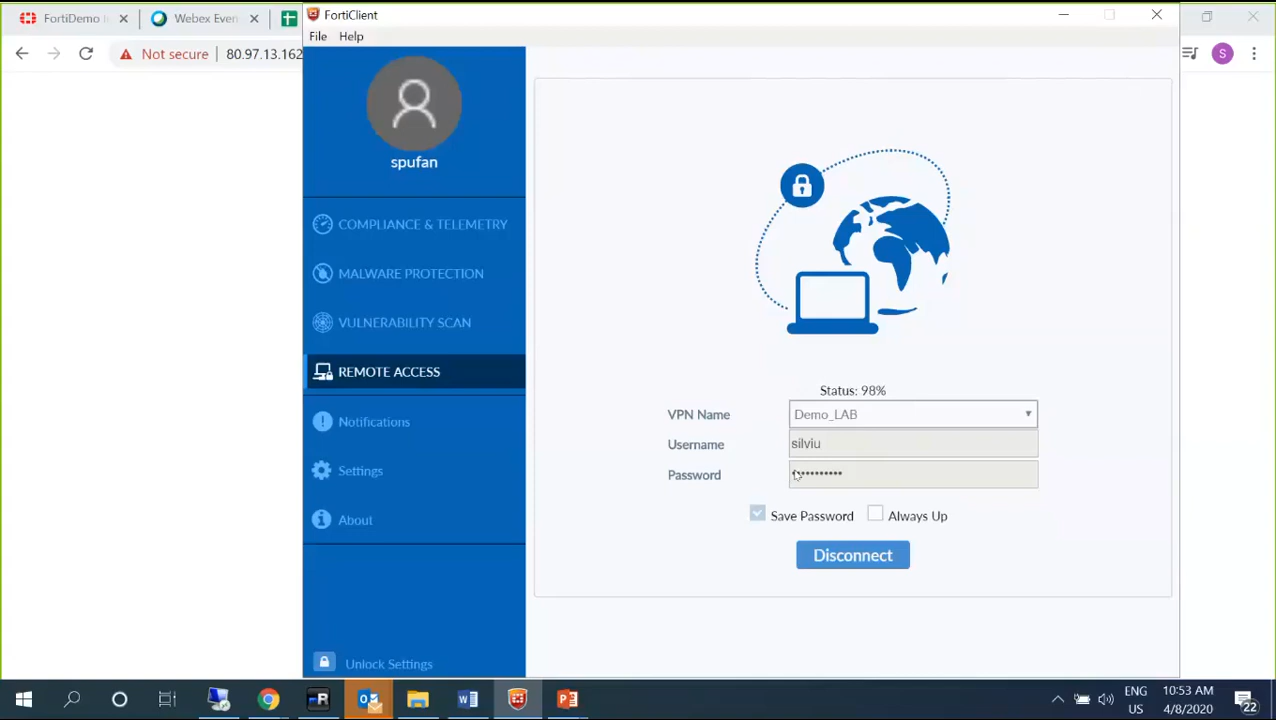 FortiDemo
Webex Even
FortiClient
Not secure
80.97.13.162
File Help
spufan
COMPLIANCE & TELEMETRY
MALWARE PROTECTION
VULNERABILITY SCAN
REMOTE ACCESS
Notifications
Settings
About
Unlock Settings
Status: 98%
VPN Name
Demo_LAB
Username
silviu
Password
Save Password
Always Up
Disconnect
S
ENG
US
10:53 AM
4/8/2020
22